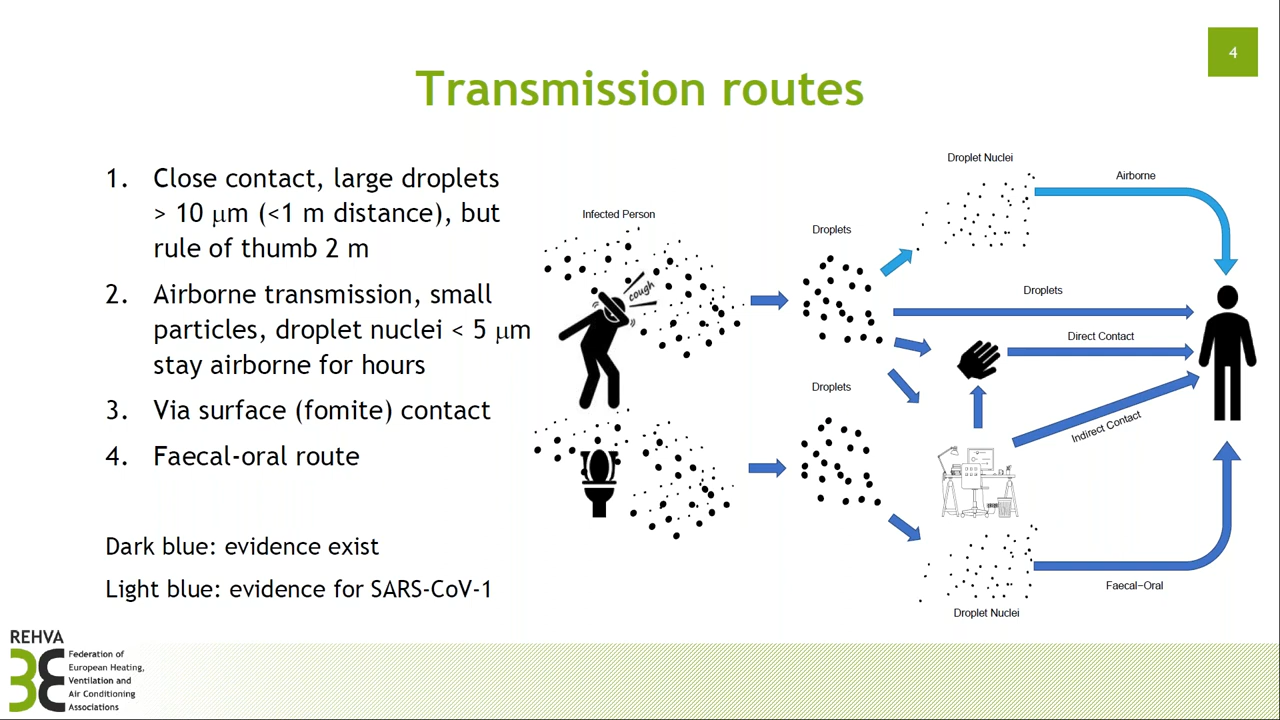 4
Transmission routes
1. Close contact, large droplets
> 10 μm (<1 m distance), but
rule of thumb 2 m
2. Airborne transmission, small
particles, droplet nuclei < 5 μm
stay airborne for hours
3. Via surface (fomite) contact
4. Faecal-oral route
Dark blue: evidence exist
Light blue: evidence for SARS-CoV-1
Infected Person
cough
Droplets
Droplets
Droplet Nuclei
Airborne
Droplets
Direct Contact
Indirect Contact
Faecal-Oral
Droplet Nuclei
REHVA
Federation of
European Heating,
Ventilation and
Air Conditioning
Associations